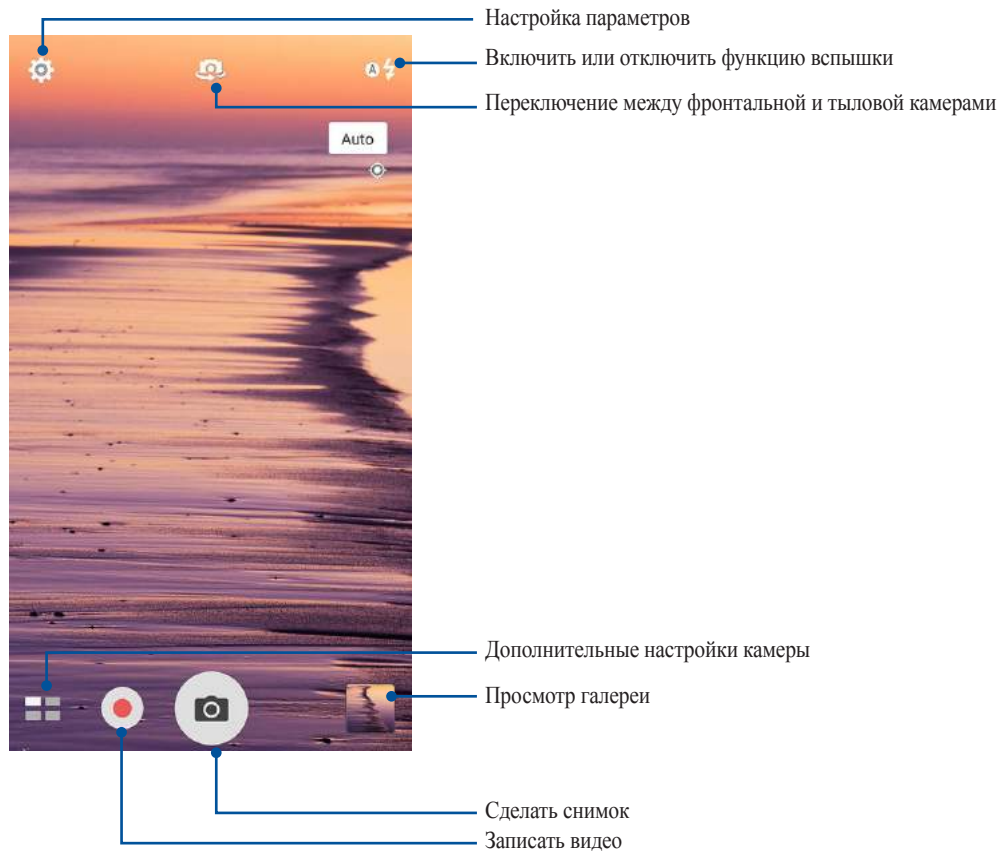 Настройка параметров
Включить или отключить функцию вспышки
Переключение между фронтальной и тыловой камерами
A
Auto
Дополнительные настройки камеры
Просмотр галереи
Сделать снимок
Записать видео